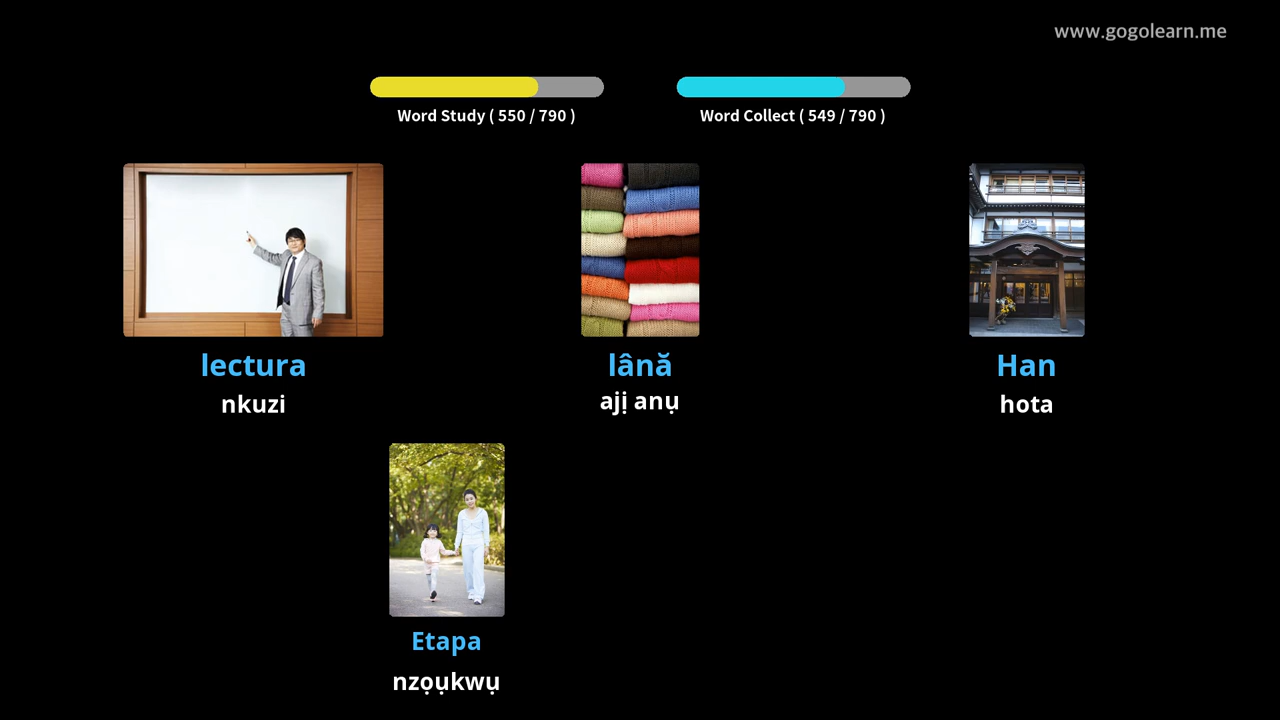 www.gogolearn.me
Word Study ( 550 / 790 )
Word Collect ( 549 / 790 )
lectura
nkuzi
lână
ajị anụ
Han
hota
Etapa
nzọụkwụ